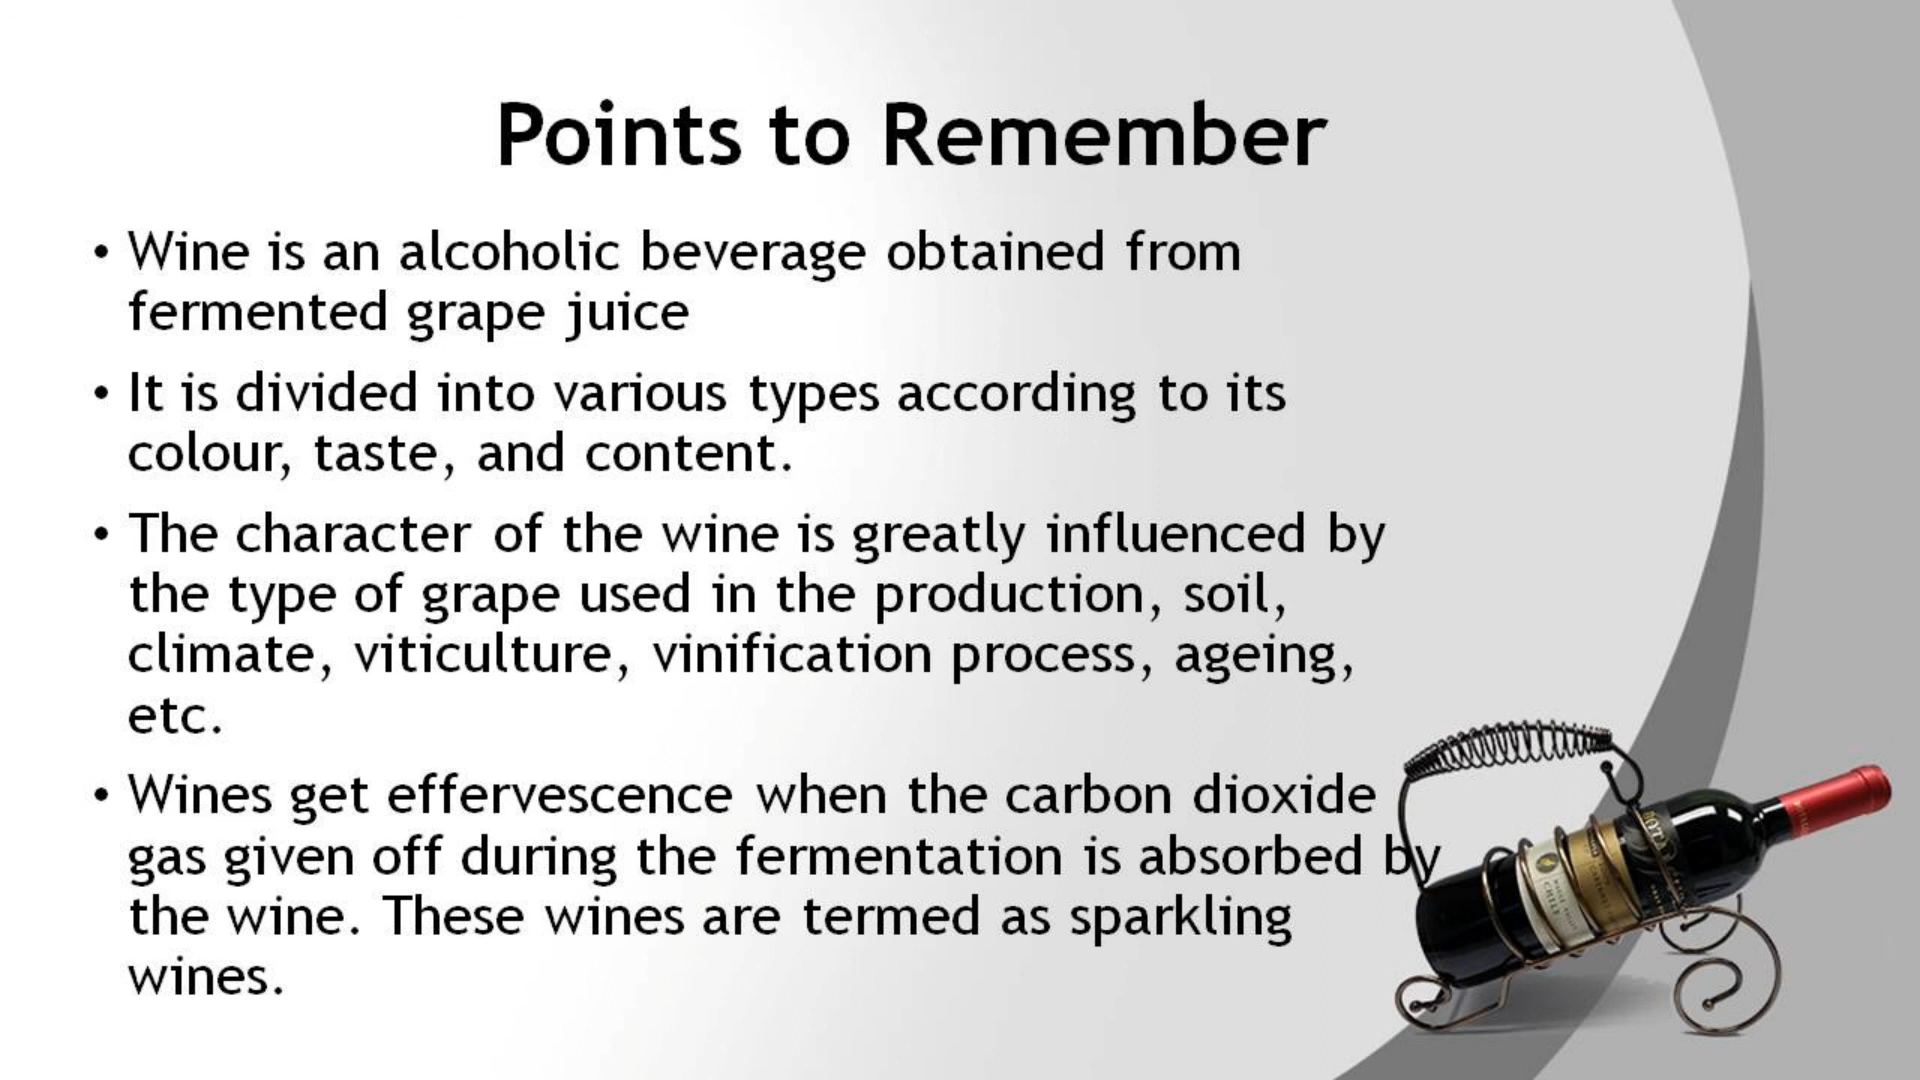 Points to Remember
• Wine is an alcoholic beverage obtained from
fermented grape juice
• It is divided into various types according to its
colour, taste, and content.
• The character of the wine is greatly influenced by
the type of grape used in the production, soil,
climate, viticulture, vinification process, ageing,
etc.
• Wines get effervescence when the carbon dioxide
gas given off during the fermentation is absorbed by
the wine. These wines are termed as sparkling
wines.